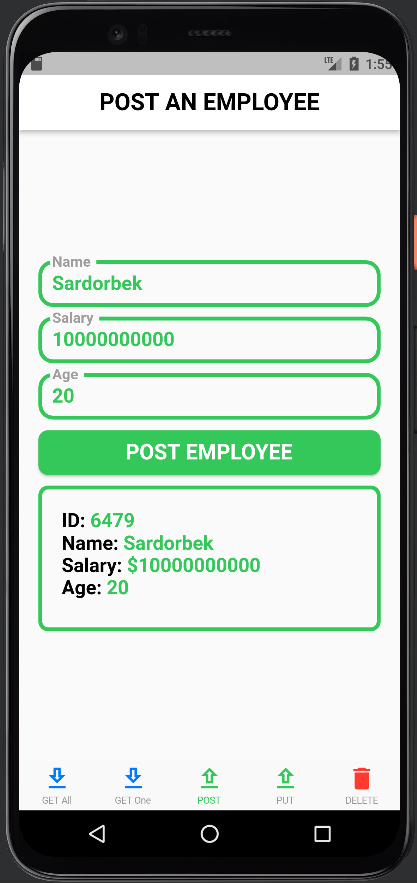 LTE 1:55
POST AN EMPLOYEE
Name
Sardorbek
Salary
10000000000
Age
20
POST EMPLOYEE
ID: 6479
Name: Sardorbek
Salary: $10000000000
Age: 20
GET All GET One POST PUT DELETE